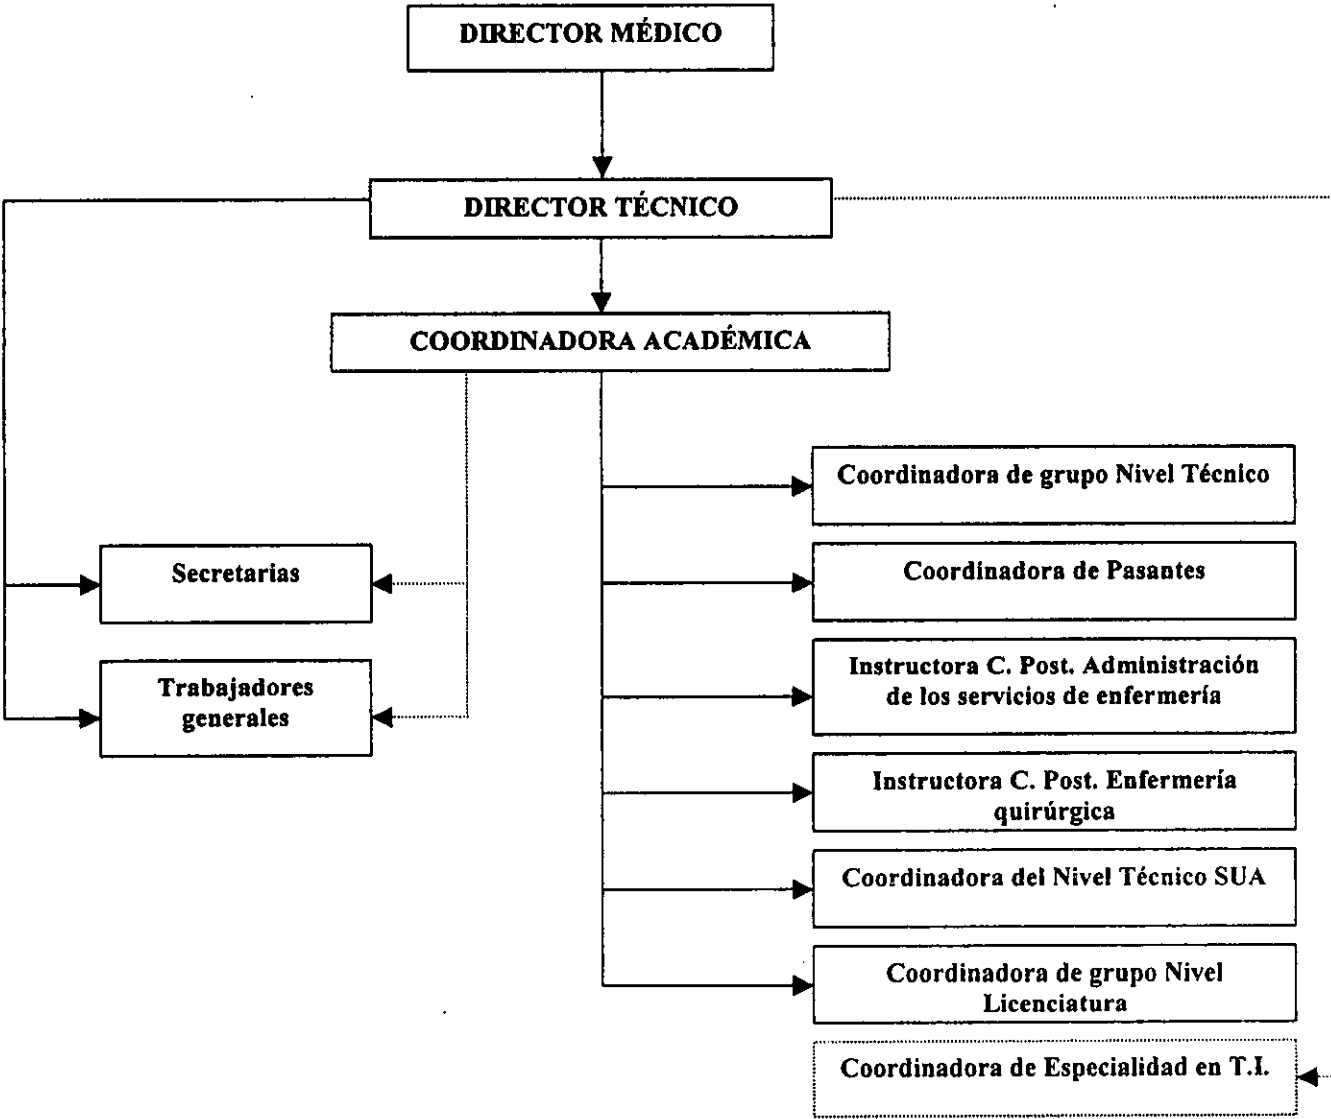 DIRECTOR MÉDICO
DIRECTOR TÉCNICO
COORDINADORA ACADÉMICA
Coordinadora de grupo Nivel Técnico
Secretarias
Coordinadora de Pasantes
Trabajadores
generales
Instructora C. Post. Administración
de los servicios de enfermería
Instructora C. Post. Enfermería
quirúrgica
Coordinadora del Nivel Técnico SUA
Coordinadora de grupo Nivel
Licenciatura
Coordinadora de Especialidad en T.I.